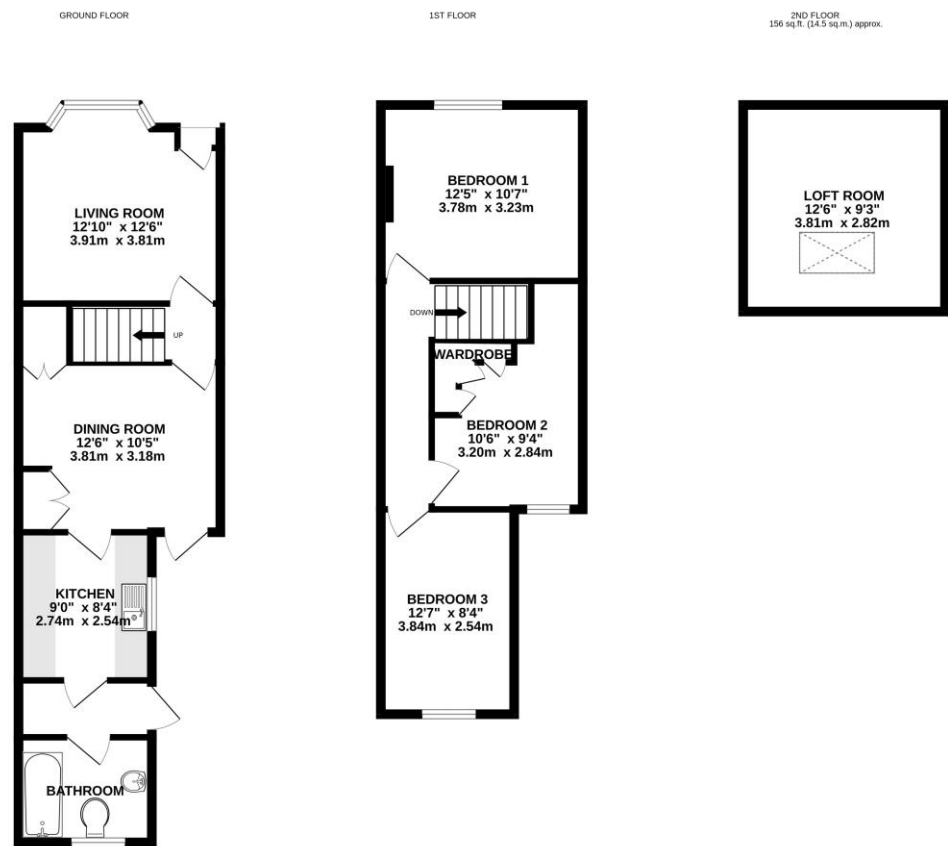 GROUND FLOOR
1ST FLOOR
2ND FLOOR
156 sq.ft. (14.5 sq.m.) approx.
LIVING ROOM
12'10" x 12'6"
3.91m x 3.81m
UP
DINING ROOM
12'6" x 10'5"
3.81m x 3.18m
KITCHEN
9'0" x 8'4"
2.74m x 2.54m
BATHROOM
BEDROOM 1
12'5" x 10'7"
3.78m x 3.23m
DOWN
WARDROBE
BEDROOM 2
10'6" x 9'4"
3.20m x 2.84m
BEDROOM 3
12'7" x 8'4"
3.84m x 2.54m
LOFT ROOM
12'6" x 9'3"
3.81m x 2.82m